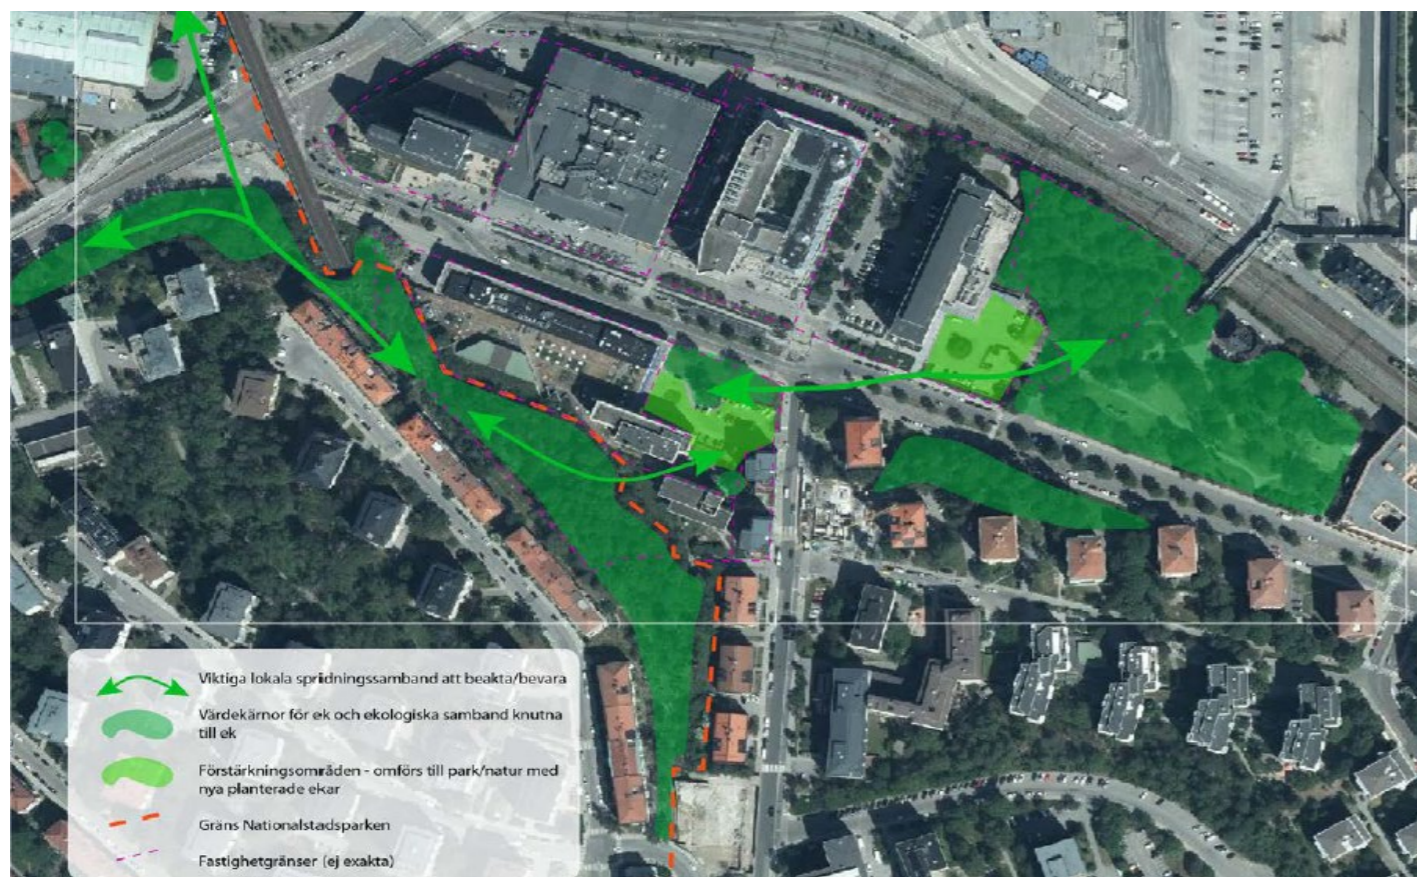 Viktiga lokala spridningssamband att beakta/bevara
Värdekärnor för ek och ekologiska samband knutna
till ek
Förstärkningsområden - omförs till park/natur med
nya planterade ekar
Gräns Nationalstadsparken
Fastighetgränser (ej exakta)